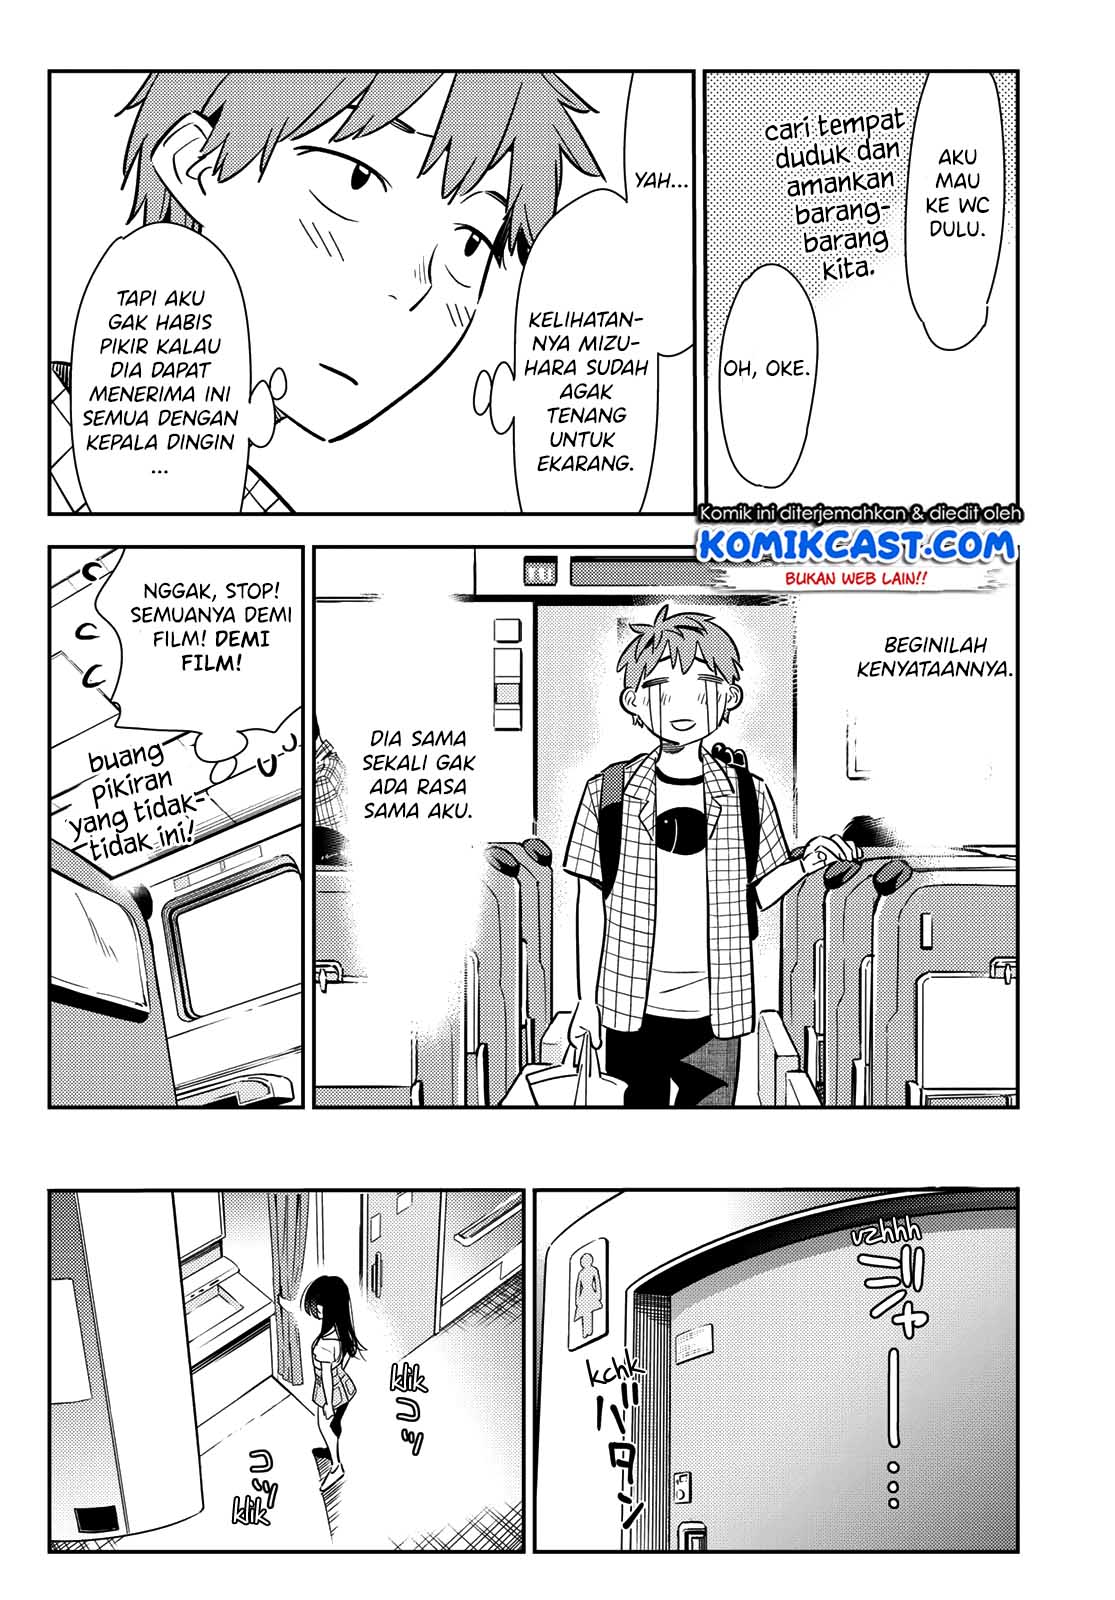 AKU
MAU
KE WC
DULU.
cari tempat
duduk dan
amankan
barang-
barang
kita.
OH, OKE.
YAH...
KELIHATAN-
NYA MIZU-
HARA SUDAH
AGAK
TENANG
UNTUK
EKARANG.
TAPI AKU
GAK HABIS
PIKIR KALAU
DIA DAPAT
MENERIMA INI
SEMUA DENGAN
KEPALA DINGIN
...
Komik ini diterjemahkan & diedit oleh
KOMIKCAST.COM
BUKAN WEB LAIN!!
BEGINILAH
KENYATAANNYA.
DIA SAMA
SEKALI GAK
ADA RASA
SAMA AKU.
NGGAK, STOP!
SEMUANYA DEMI
FILM! DEMI
FILM!
buang
pikiran
yang tidak-
tidak ini!
vzhhh
ジャ――…
kchk
バタン
klik
コッ
コッ
klik